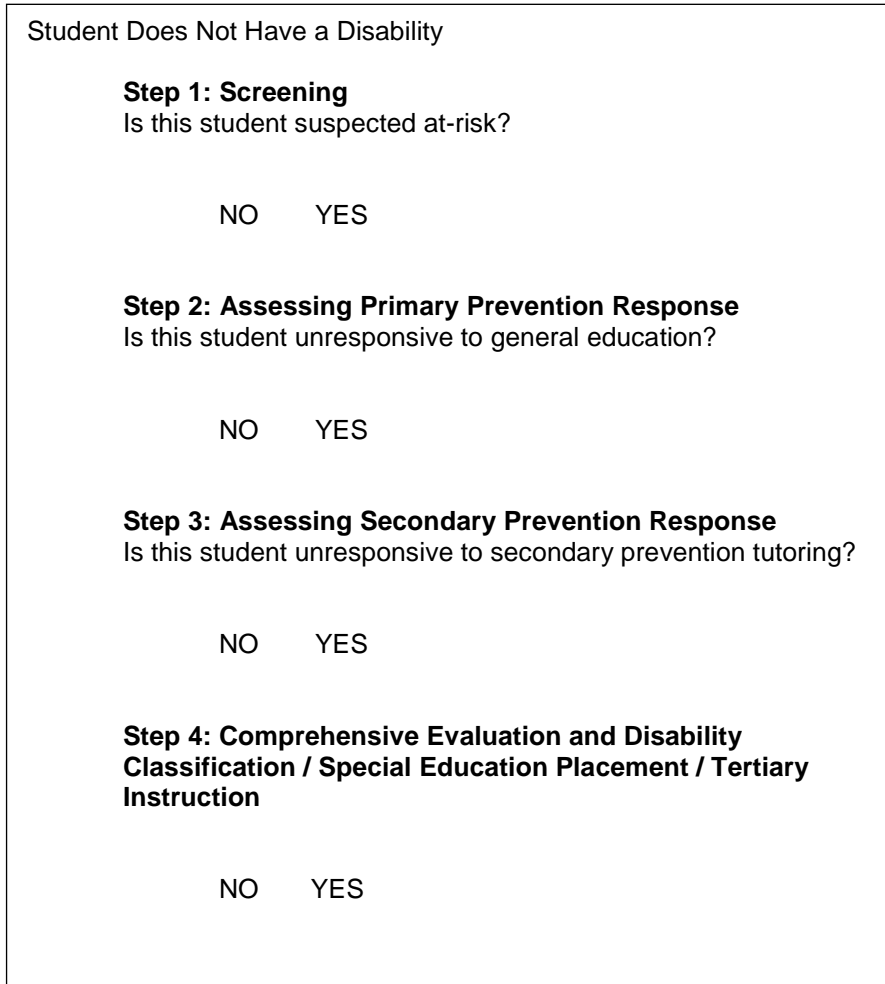 Student Does Not Have a Disability
Step 1: Screening
Is this student suspected at-risk?
NO YES
Step 2: Assessing Primary Prevention Response
Is this student unresponsive to general education?
NO YES
Step 3: Assessing Secondary Prevention Response
Is this student unresponsive to secondary prevention tutoring?
NO YES
Step 4: Comprehensive Evaluation and Disability
Classification / Special Education Placement / Tertiary
Instruction
NO YES